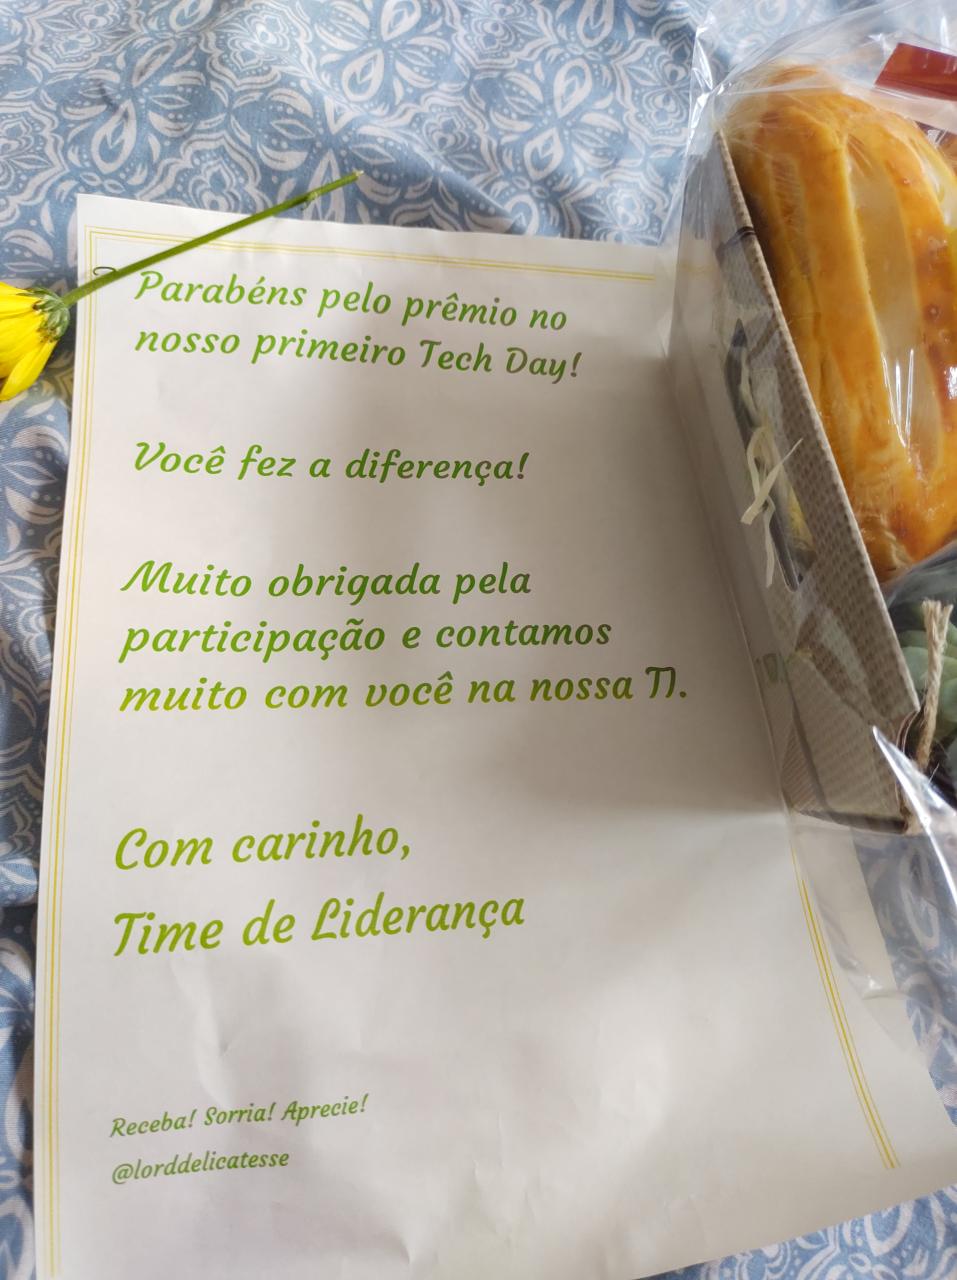 Parabéns pelo prêmio no
nosso primeiro Tech Day!
Você fez a diferença!
Muito obrigada pela
participação e contamos
muito com você na nossa TI.
Com carinho,
Time de Liderança
Receba! Sorria! Aprecie!
@lorddelicatesse